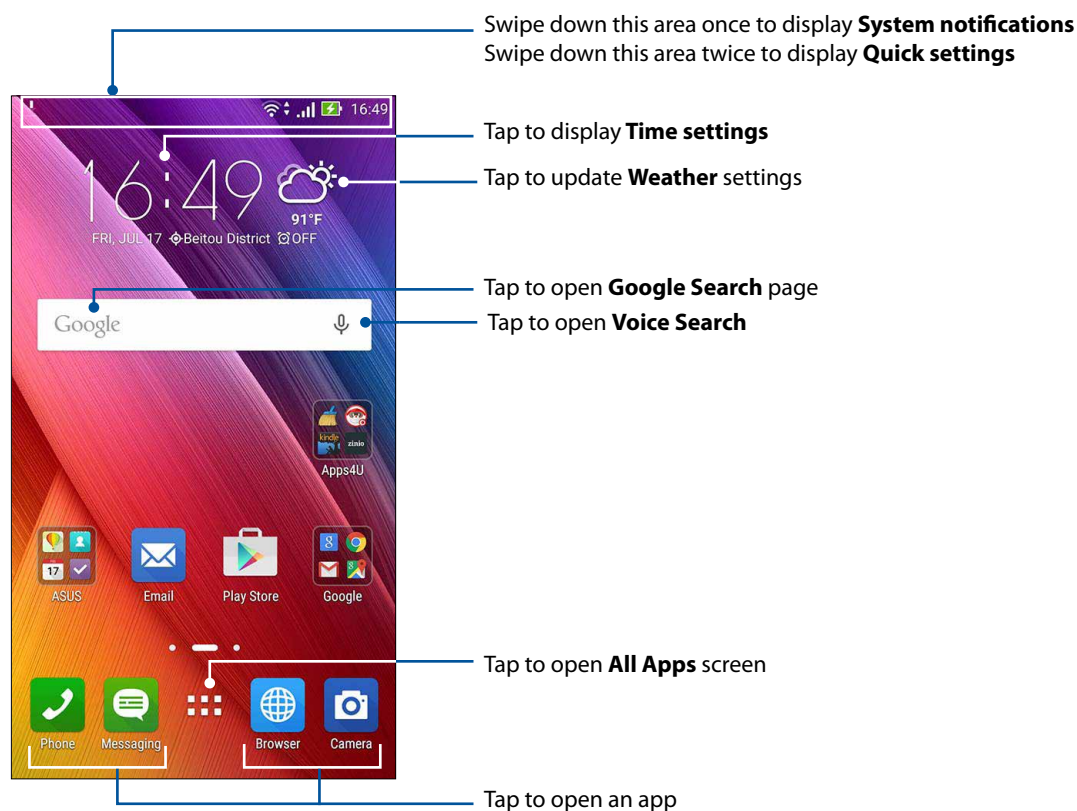 Swipe down this area once to display System notifications
Swipe down this area twice to display Quick settings
16:49
Tap to display Time settings
16:49
Tap to update Weather settings
91°F
FRI, JUL 17 Beitou District OFF
Tap to open Google Search page
Google
Tap to open Voice Search
kindle zinio
Apps4U
8
17
8
ASUS Email Play Store Google
Tap to open All Apps screen
Phone Messaging Browser Camera
Tap to open an app